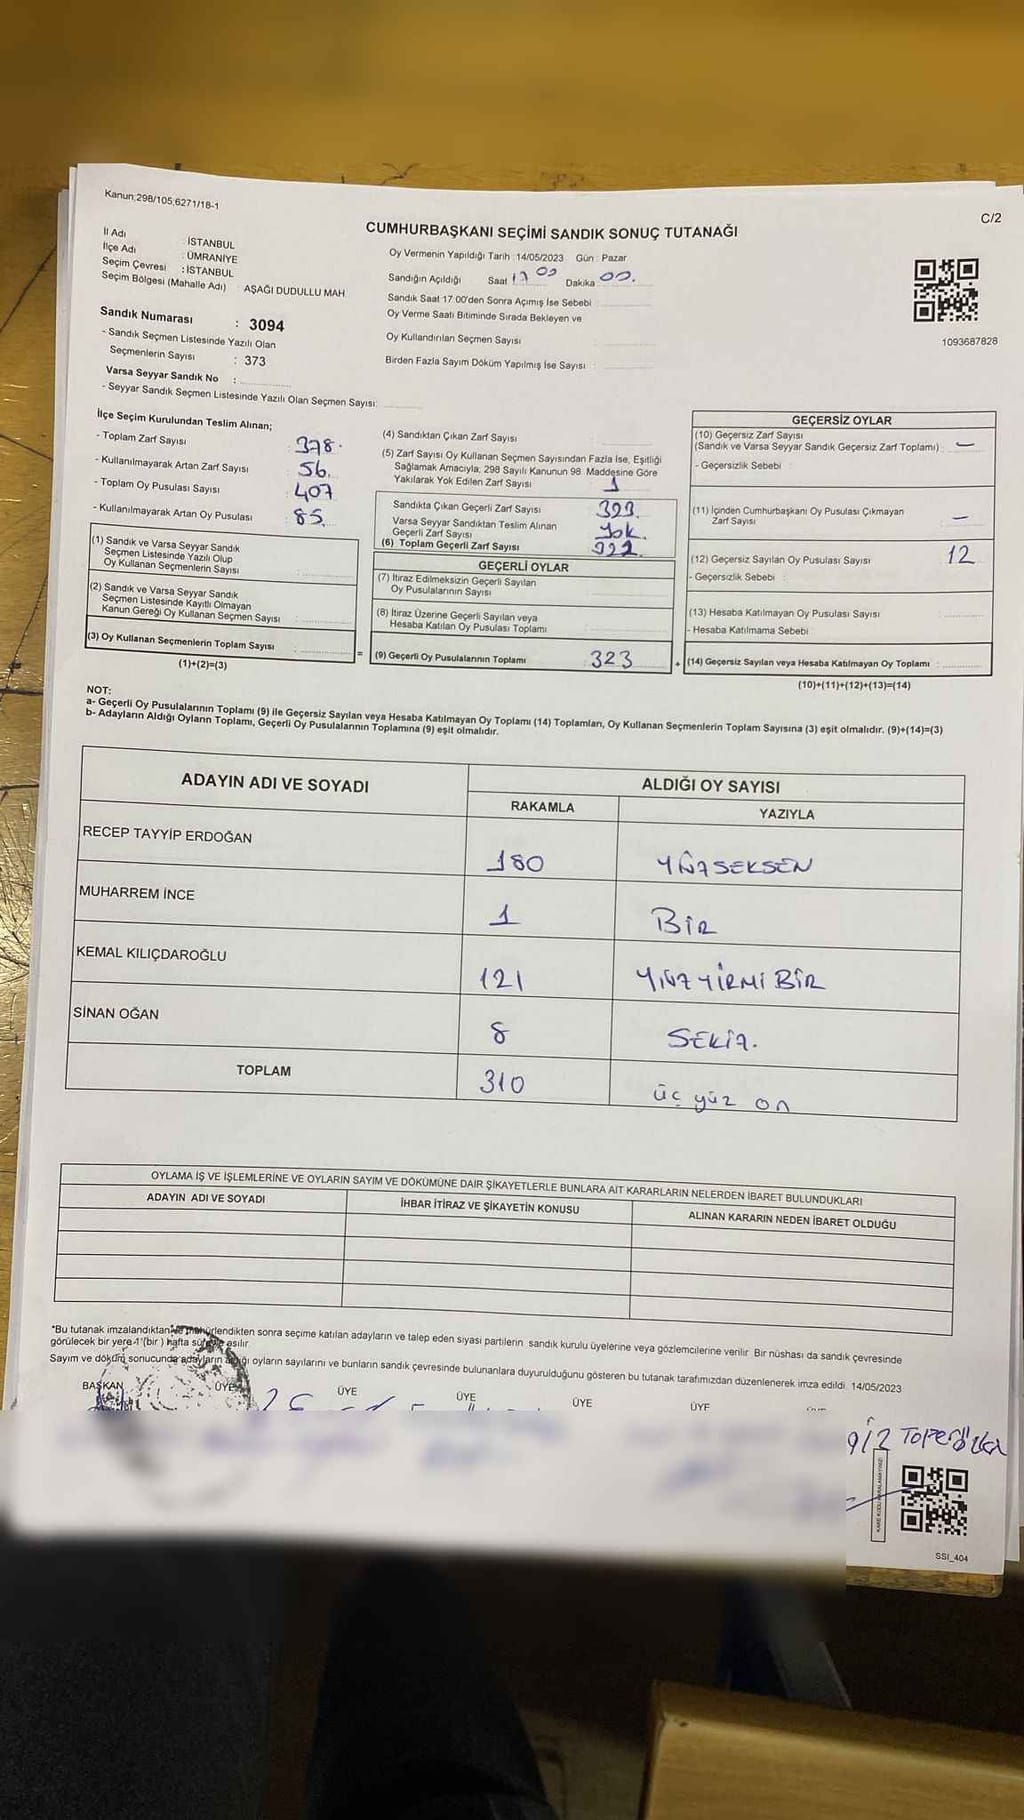 Kanun:298/105;6271/18-1
C/2
CUMHURBAŞKANI SEÇİMİ SANDIK SONUÇ TUTANAĞI
İl Adı : İSTANBUL
İlçe Adı : ÜMRANİYE
Seçim Çevresi : İSTANBUL
Seçim Bölgesi (Mahalle Adı) : AŞAĞI DUDULLU MAH
Sandık Numarası : 3094
- Sandık Seçmen Listesinde Yazılı Olan
Seçmenlerin Sayısı : 373
Varsa Seyyar Sandık No :
- Seyyar Sandık Seçmen Listesinde Yazılı Olan Seçmen Sayısı:
Oy Vermenin Yapıldığı Tarih : 14/05/2023 Gün : Pazar
Sandığın Açıldığı Saat 17 00 Dakika 00.
Sandık Saat 17 00'den Sonra Açımış İse Sebebi
Oy Verme Saati Bitiminde Sırada Bekleyen ve
Oy Kullandırılan Seçmen Sayısı
Birden Fazla Sayım Döküm Yapılmış İse Sayısı :
1093687828
İlçe Seçim Kurulundan Teslim Alınan;
- Toplam Zarf Sayısı 378.
- Kullanılmayarak Artan Zarf Sayısı 56.
- Toplam Oy Pusulası Sayısı 407
- Kullanılmayarak Artan Oy Pusulası 85.
(1) Sandık ve Varsa Seyyar Sandık
Seçmen Listesinde Yazılı Olup
Oy Kullanan Seçmenlerin Sayısı :
(2) Sandık ve Varsa Seyyar Sandık
Seçmen Listesinde Kayıtlı Olmayan
Kanun Gereği Oy Kullanan Seçmen Sayısı :
(3) Oy Kullanan Seçmenlerin Toplam Sayısı :
(1)+(2)=(3)
(4) Sandıktan Çıkan Zarf Sayısı
(5) Zarf Sayısı Oy Kullanan Seçmen Sayısından Fazla İse, Eşitliği
Sağlamak Amacıyla, 298 Sayılı Kanunun 98. Maddesine Göre
Yakılarak Yok Edilen Zarf Sayısı 1
Sandıkta Çıkan Geçerli Zarf Sayısı 323.
Varsa Seyyar Sandıktan Teslim Alınan
Geçerli Zarf Sayısı Yok.
(6) Toplam Geçerli Zarf Sayısı
GEÇERLİ OYLAR
(7) İtiraz Edilmeksizin Geçerli Sayılan
Oy Pusulalarının Sayısı
(8) İtiraz Üzerine Geçerli Sayılan veya
Hesaba Katılan Oy Pusulası Toplamı
= (9) Geçerli Oy Pusulalarının Toplamı 323
GEÇERSİZ OYLAR
(10) Geçersiz Zarf Sayısı
(Sandık ve Varsa Seyyar Sandık Geçersiz Zarf Toplamı) : —
- Geçersizlik Sebebi :
(11) İçinden Cumhurbaşkanı Oy Pusulası Çıkmayan
Zarf Sayısı —
(12) Geçersiz Sayılan Oy Pusulası Sayısı : 12
- Geçersizlik Sebebi :
(13) Hesaba Katılmayan Oy Pusulası Sayısı :
- Hesaba Katılmama Sebebi :
+ (14) Geçersiz Sayılan veya Hesaba Katılmayan Oy Toplamı :
(10)+(11)+(12)+(13)=(14)
NOT:
a- Geçerli Oy Pusulalarının Toplamı (9) ile Geçersiz Sayılan veya Hesaba Katılmayan Oy Toplamı (14) Toplamları, Oy Kullanan Seçmenlerin Toplam Sayısına (3) eşit olmalıdır. (9)+(14)=(3)
b- Adayların Aldığı Oyların Toplamı, Geçerli Oy Pusulalarının Toplamına (9) eşit olmalıdır.
ADAYIN ADI VE SOYADI ALDIĞI OY SAYISI
RAKAMLA YAZIYLA
RECEP TAYYİP ERDOĞAN 180 YÜZSEKSEN
MUHARREM İNCE 1 BİR
KEMAL KILIÇDAROĞLU 121 YÜZYİRMİBİR
SİNAN OĞAN 8 SEKİZ.
TOPLAM 310 üç yüz on
OYLAMA İŞ VE İŞLEMLERİNE VE OYLARIN SAYIM VE DÖKÜMÜNE DAİR ŞİKAYETLERLE BUNLARA AİT KARARLARIN NELERDEN İBARET BULUNDUKLARI
ADAYIN ADI VE SOYADI İHBAR İTİRAZ VE ŞİKAYETİN KONUSU ALINAN KARARIN NEDEN İBARET OLDUĞU
*Bu tutanak imzalandıktan ve mühürlendikten sonra seçime katılan adayların ve talep eden siyasi partilerin sandık kurulu üyelerine veya gözlemcilerine verilir. Bir nüshası da sandık çevresinde
görülecek bir yere 1 (bir ) hafta süreyle asılır.
Sayım ve döküm sonucunda adayların aldığı oyların sayılarını ve bunların sandık çevresinde bulunanlara duyurulduğunu gösteren bu tutanak tarafımızdan düzenlenerek imza edildi. 14/05/2023
BAŞKAN ÜYE ÜYE ÜYE ÜYE ÜYE
SSI_404